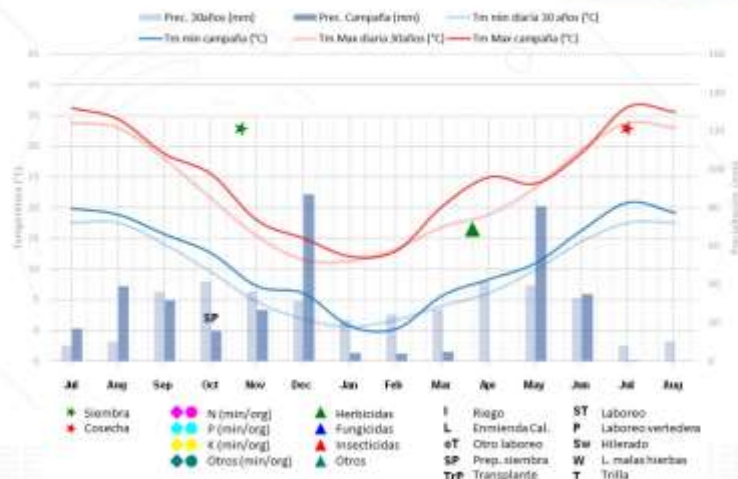 Prec. 30años (mm) Prec. Campaña (mm) Tm min diaria 30 años (°C)
Tm min campaña (°C) Tm Max diaria 30años (°C) Tm Max campaña (°C)
Temperatura (°C)
SP
Jul Aug Sep Oct Nov Dec Jan Feb Mar Apr May Jun Jul Aug
Siembra N (min/org) Herbicidas I Riego ST Laboreo
Cosecha P (min/org) Fungicidas L Enmienda Cal. P Laboreo vertedera
K (min/org) Insecticidas oT Otro laboreo Sw Hilerado
Otros (min/org) Otros SP Prep. siembra W L. malas hierbas
TrP Transplante T Trilla